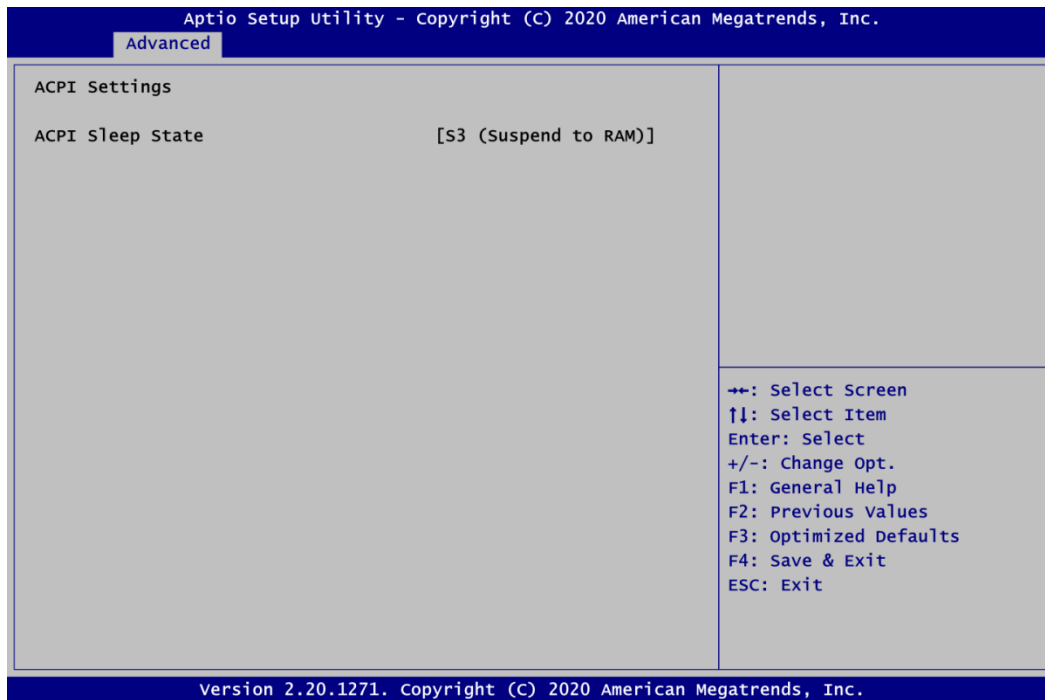 Aptio Setup Utility - Copyright (C) 2020 American Megatrends, Inc.
Advanced
ACPI Settings
ACPI Sleep State [S3 (Suspend to RAM)]
→←: Select Screen
↑↓: Select Item
Enter: Select
+/-: Change Opt.
F1: General Help
F2: Previous Values
F3: Optimized Defaults
F4: Save & Exit
ESC: Exit
Version 2.20.1271. Copyright (C) 2020 American Megatrends, Inc.